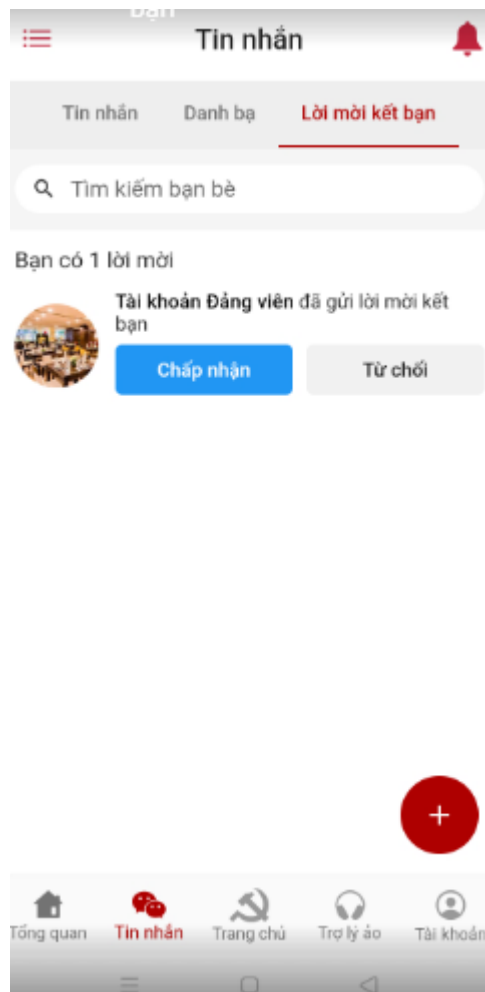 bạn
Tin nhắn
Tin nhắn Danh bạ Lời mời kết bạn
Tìm kiếm bạn bè
Bạn có 1 lời mời
Tài khoản Đảng viên đã gửi lời mời kết
bạn
Chấp nhận Từ chối
Tổng quan Tin nhắn Trang chủ Trợ lý ảo Tài khoản